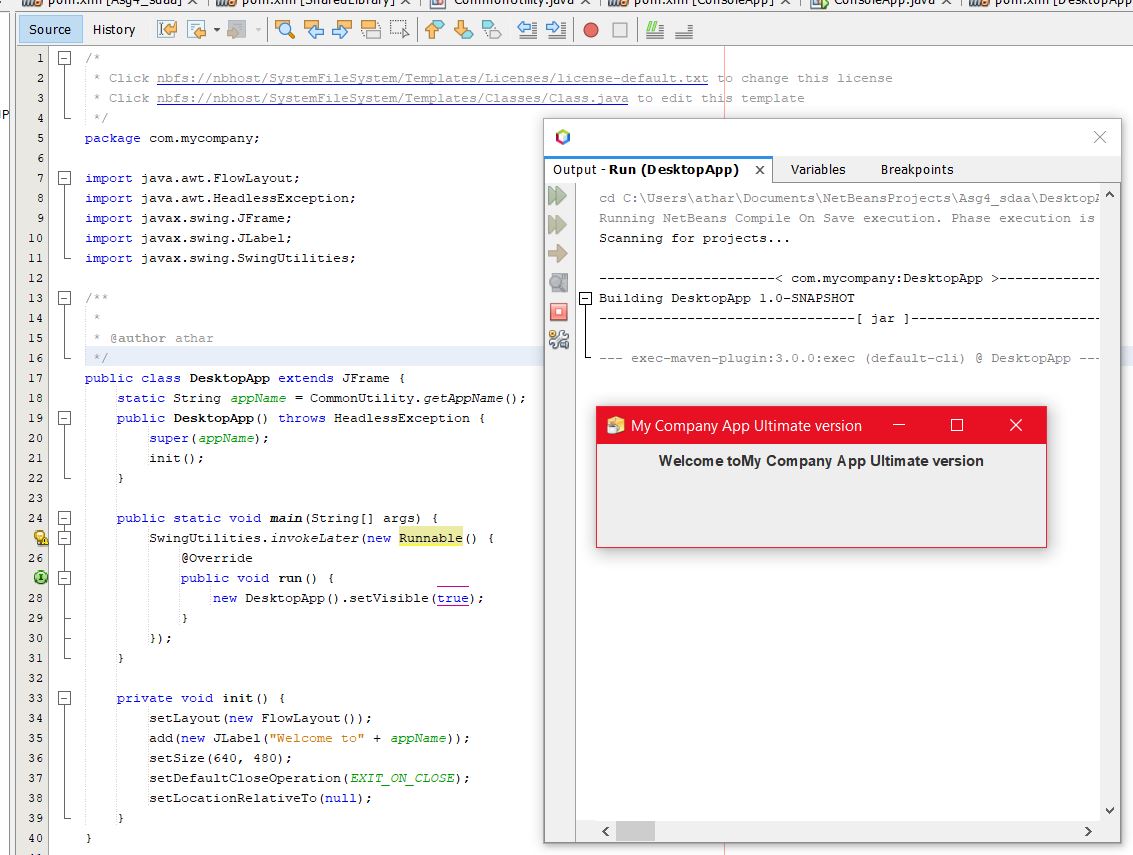 pom.xml [Asg4_sdaa] pom.xml [SharedLibrary] CommonUtility.java pom.xml [ConsoleApp] ConsoleApp.java pom.xml [DesktopApp
Source History
1 /*
2 * Click nbfs://nbhost/SystemFileSystem/Templates/Licenses/license-default.txt to change this license
3 * Click nbfs://nbhost/SystemFileSystem/Templates/Classes/Class.java to edit this template
4 */
5 package com.mycompany;
6
7 import java.awt.FlowLayout;
8 import java.awt.HeadlessException;
9 import javax.swing.JFrame;
10 import javax.swing.JLabel;
11 import javax.swing.SwingUtilities;
12
13 /**
14 *
15 * @author athar
16 */
17 public class DesktopApp extends JFrame {
18 static String appName = CommonUtility.getAppName();
19 public DesktopApp() throws HeadlessException {
20 super(appName);
21 init();
22 }
23
24 public static void main(String[] args) {
SwingUtilities.invokeLater(new Runnable() {
26 @Override
public void run() {
28 new DesktopApp().setVisible(true);
29 }
30 });
31 }
32
33 private void init() {
34 setLayout(new FlowLayout());
35 add(new JLabel("Welcome to" + appName));
36 setSize(640, 480);
37 setDefaultCloseOperation(EXIT_ON_CLOSE);
38 setLocationRelativeTo(null);
39 }
40 }
Output - Run (DesktopApp) x Variables Breakpoints
cd C:\Users\athar\Documents\NetBeansProjects\Asg4_sdaa\DesktopA
Running NetBeans Compile On Save execution. Phase execution is
Scanning for projects...
----------------------< com.mycompany:DesktopApp >-------------
Building DesktopApp 1.0-SNAPSHOT
--------------------------------[ jar ]------------------------
--- exec-maven-plugin:3.0.0:exec (default-cli) @ DesktopApp ---
My Company App Ultimate version
Welcome toMy Company App Ultimate version